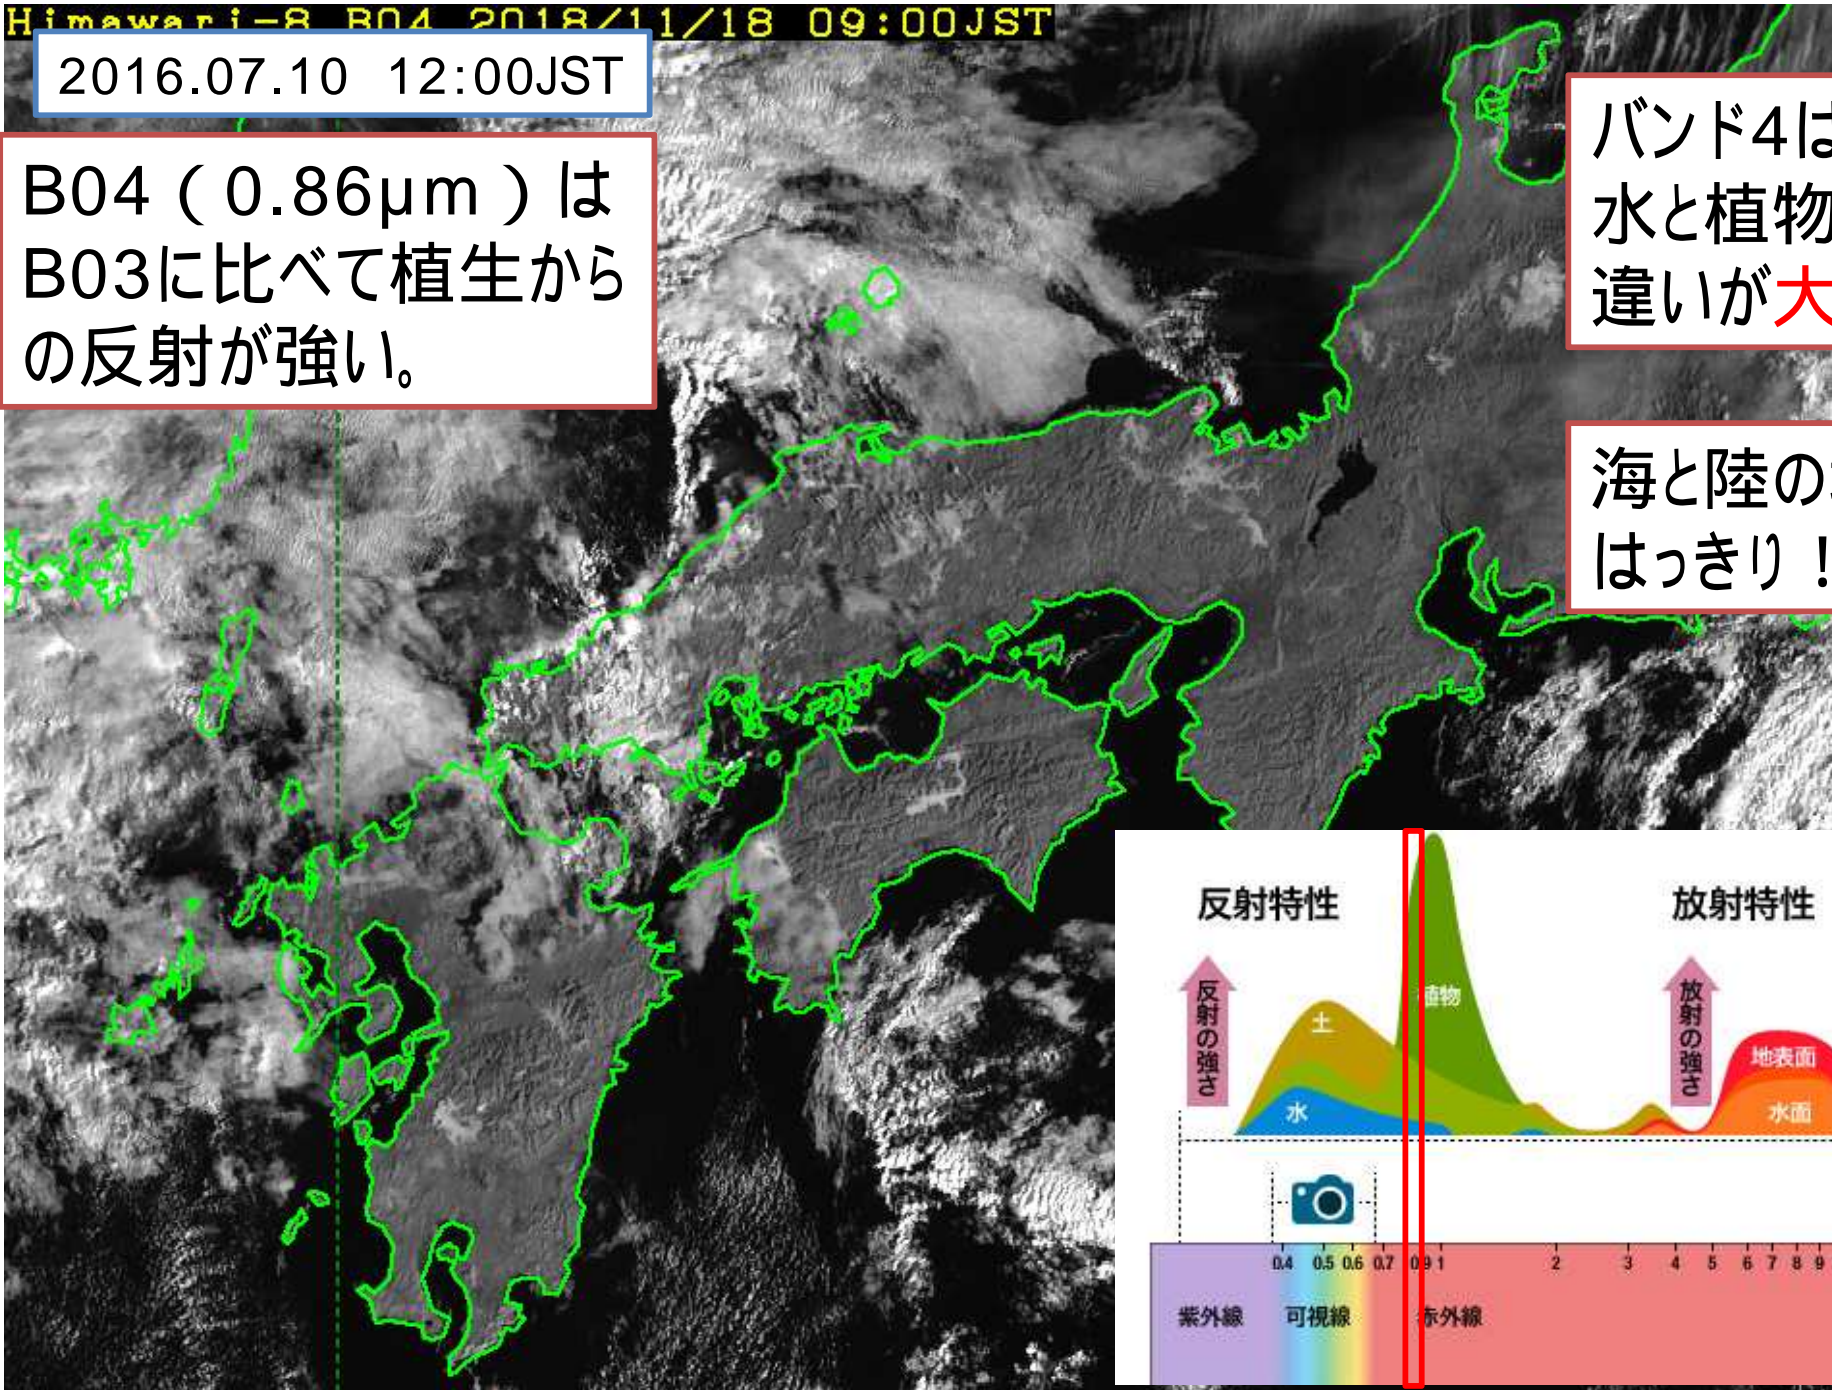 Himawari-8 B04 2018/11/18 09:00JST
2016.07.10 12:00JST
B04（0.86μm）は
B03に比べて植生から
の反射が強い。
バンド4は
水と植物
違いが大
海と陸の
はっきり！
反射特性
放射特性
反射の強さ
土
植物
水
放射の強さ
地表面
水面
0.4 0.5 0.6 0.7 0.9 1 2 3 4 5 6 7 8 9
紫外線
可視線
赤外線